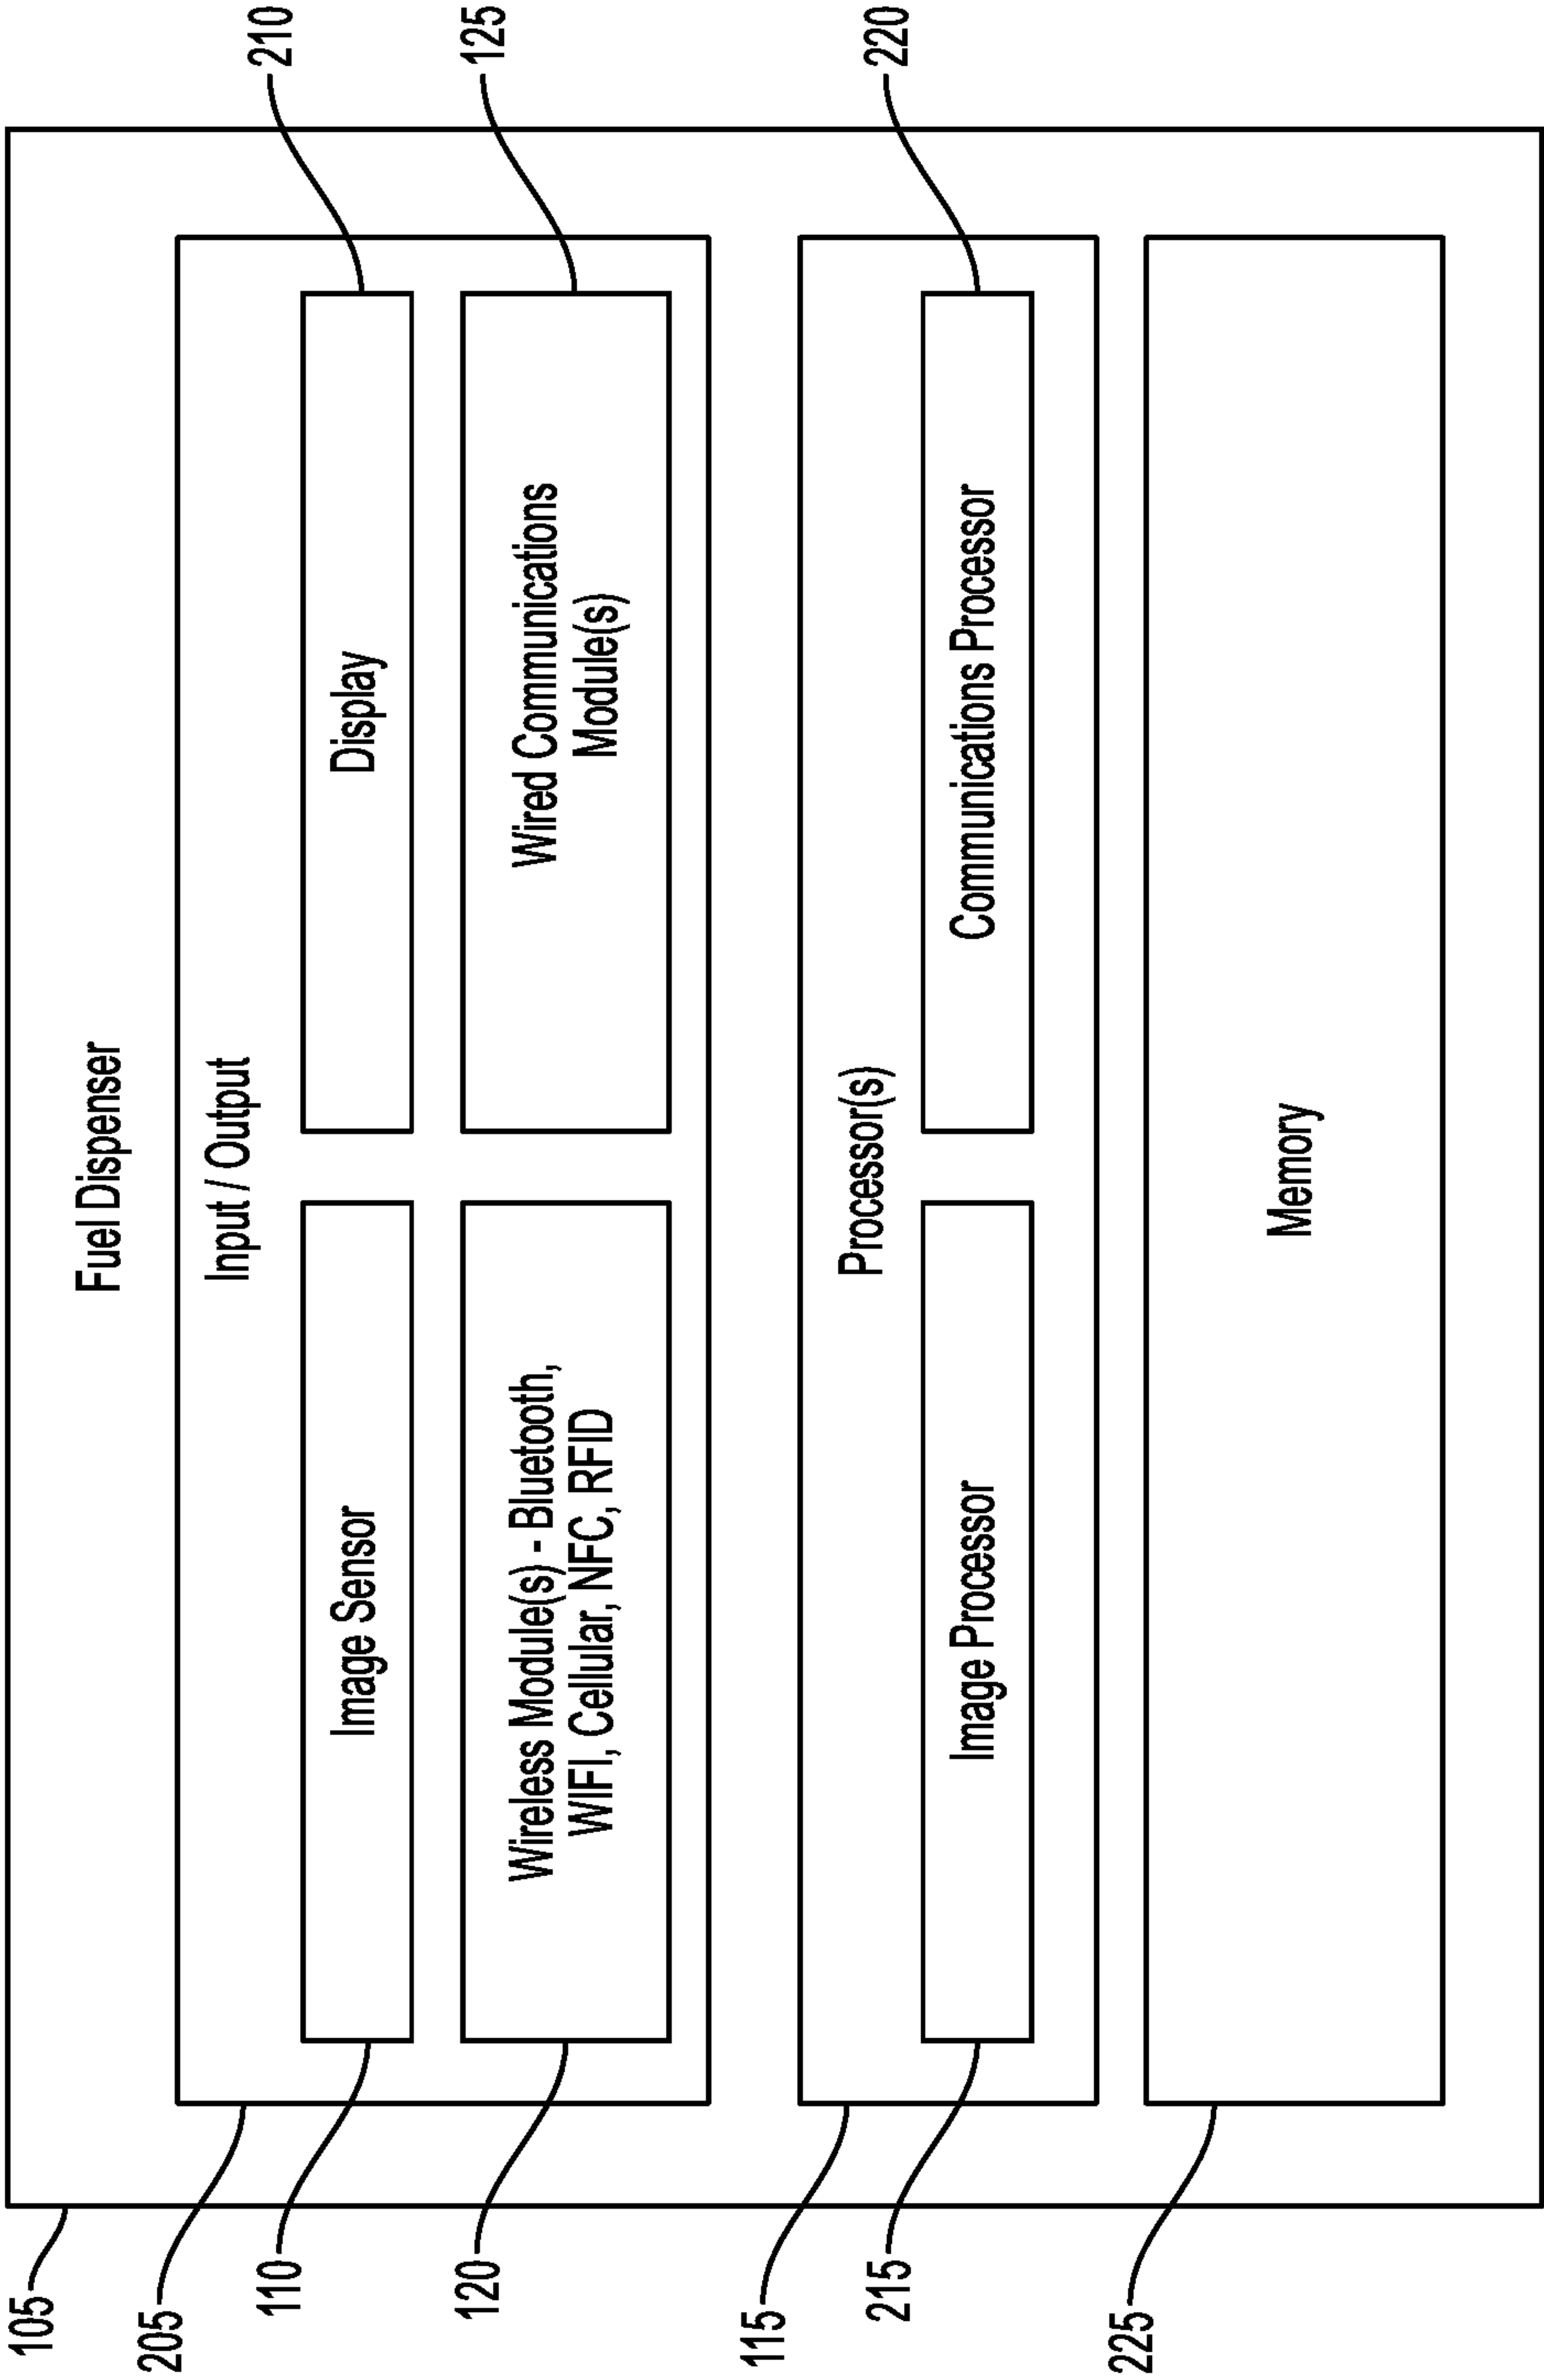 105
Fuel Dispenser
205
Input / Output
110
Image Sensor
Display
210
120
Wireless Module(s) - Bluetooth,
WIFI, Cellular, NFC, RFID
Wired Communications
Module(s)
125
115
Processor(s)
215
Image Processor
Communications Processor
220
225
Memory